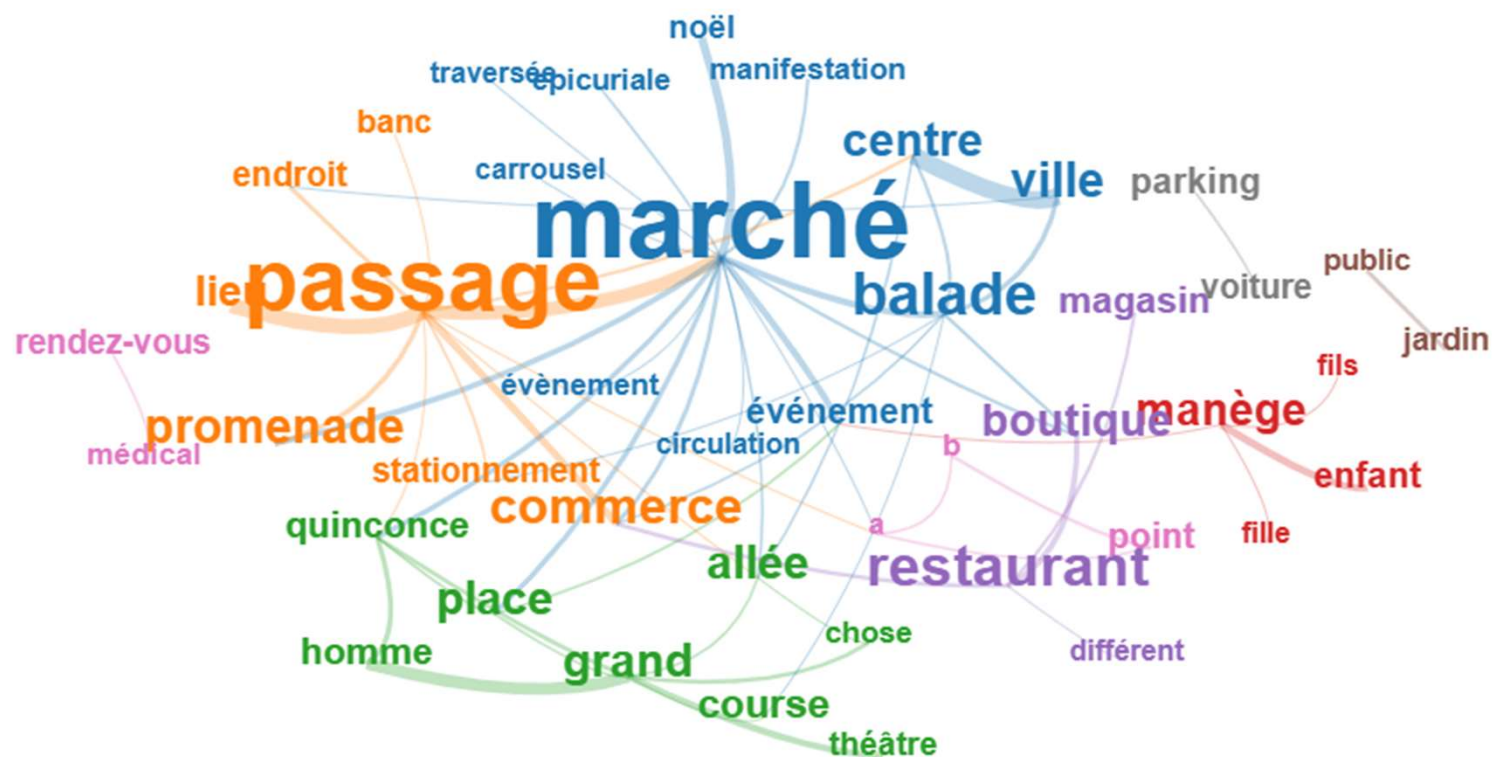 noël
traversée
épicuriale
manifestation
banc
centre
carrousel
endroit
ville
parking
marché
public
passage
lien
balade
magasin
voiture
rendez-vous
jardin
fils
évènement
événement
manège
boutique
promenade
circulation
b
médical
stationnement
enfant
commerce
quinconce
a
fille
point
allée
restaurant
place
chose
homme
différent
grand
course
théâtre